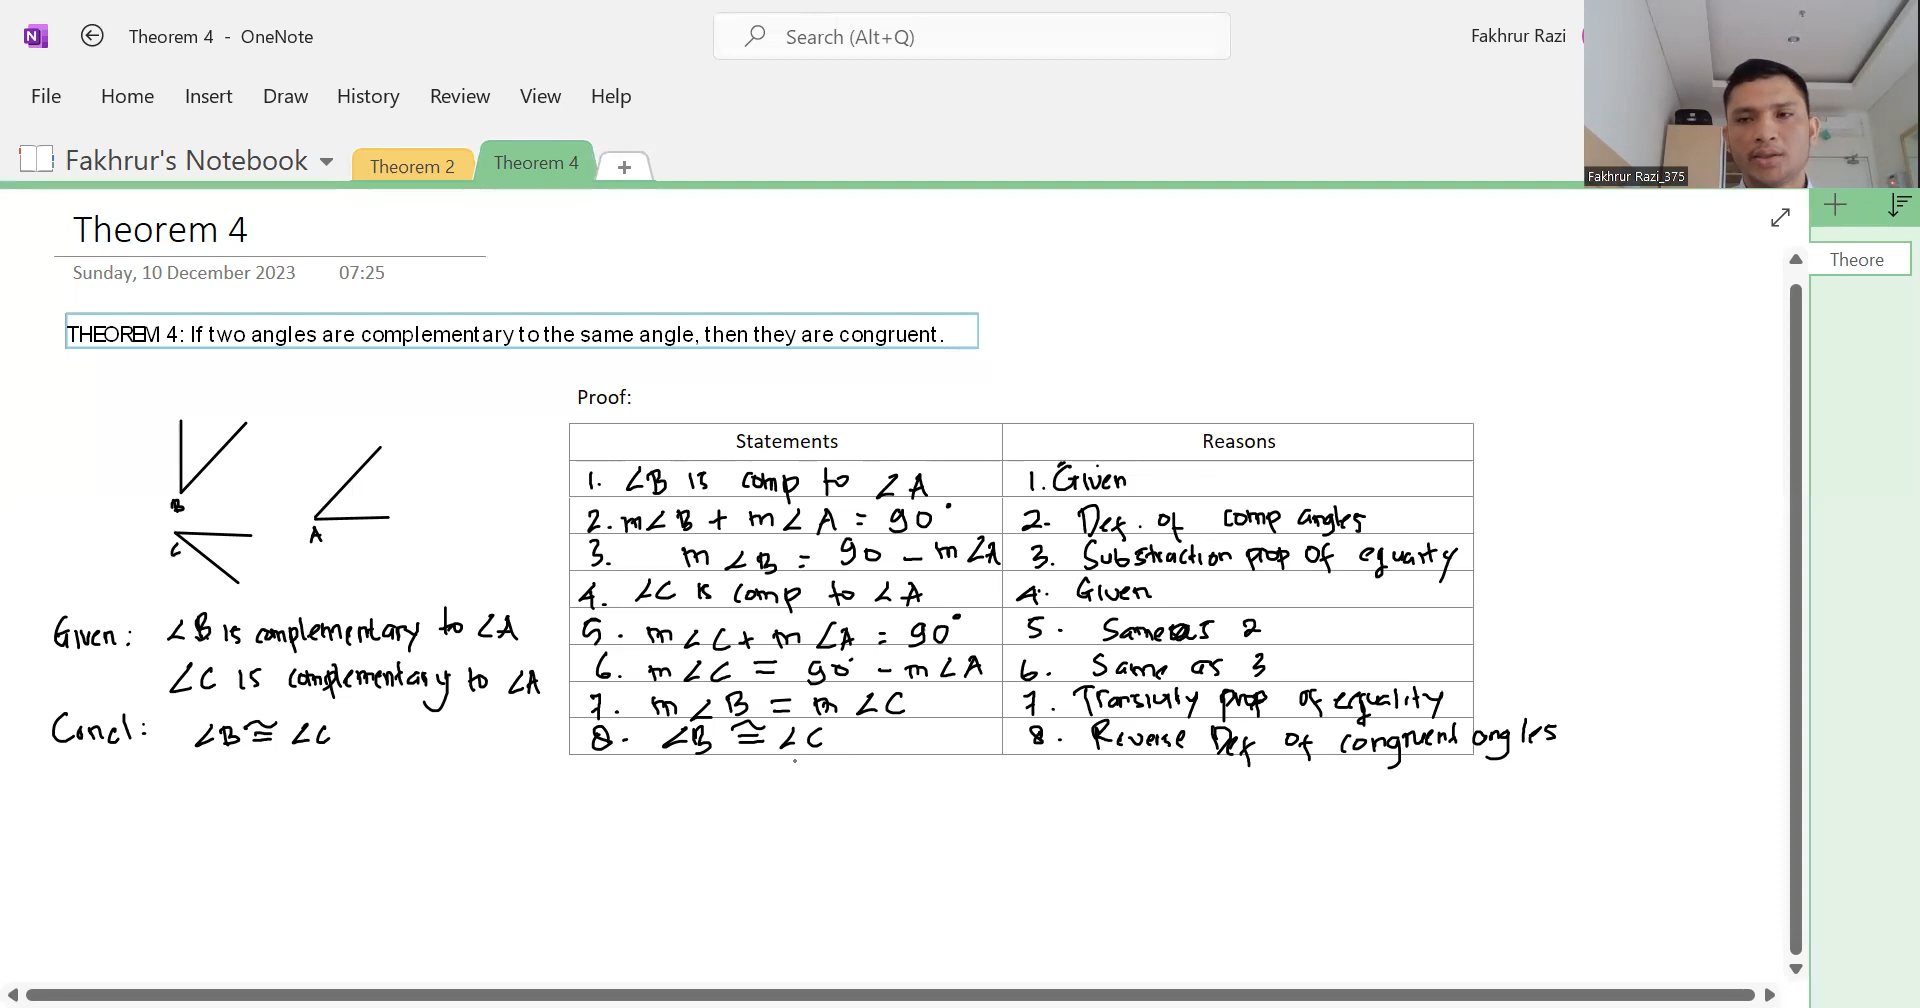 Theorem 4 - OneNote
Search (Alt+Q)
Fakhrur Razi
File Home Insert Draw History Review View Help
Fakhrur's Notebook
Theorem 2
Theorem 4
Fakhrur Razi_375
Theore
Theorem 4
Sunday, 10 December 2023 07:25
THEOREM 4: If two angles are complementary to the same angle, then they are congruent.
B
C
A
Given: ∠B is complementary to ∠A
∠C is complementary to ∠A
Concl: ∠B ≅ ∠C
Proof:
Statements Reasons
1. ∠B is comp to ∠A 1. Given
2. m∠B + m∠A = 90° 2. Def. of comp angles
3. m∠B = 90 - m∠A 3. Substraction prop of equarty
4. ∠C is comp to ∠A 4. Given
5. m∠C + m∠A = 90° 5. Same as 2
6. m∠C = 90° - m∠A 6. Same as 3
7. m∠B = m∠C 7. prop of equality
8. ∠B ≅ ∠C 8. Reverse Def of congruent angles